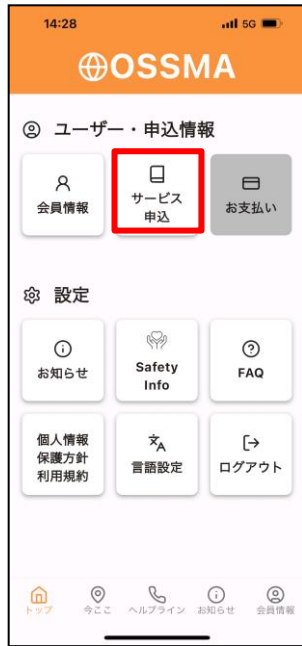 14:28
5G
OSSMA
ユーザー・申込情報
会員情報
サービス
申込
お支払い
設定
お知らせ
Safety
Info
FAQ
個人情報
保護方針
利用規約
言語設定
ログアウト
トップ
今ここ
ヘルプライン
お知らせ
会員情報